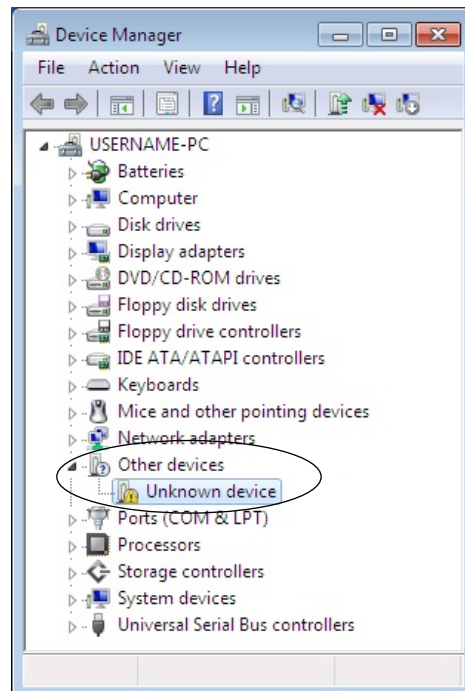 Device Manager
File Action View Help
USERNAME-PC
Batteries
Computer
Disk drives
Display adapters
DVD/CD-ROM drives
Floppy disk drives
Floppy drive controllers
IDE ATA/ATAPI controllers
Keyboards
Mice and other pointing devices
Network adapters
Other devices
Unknown device
Ports (COM & LPT)
Processors
Storage controllers
System devices
Universal Serial Bus controllers